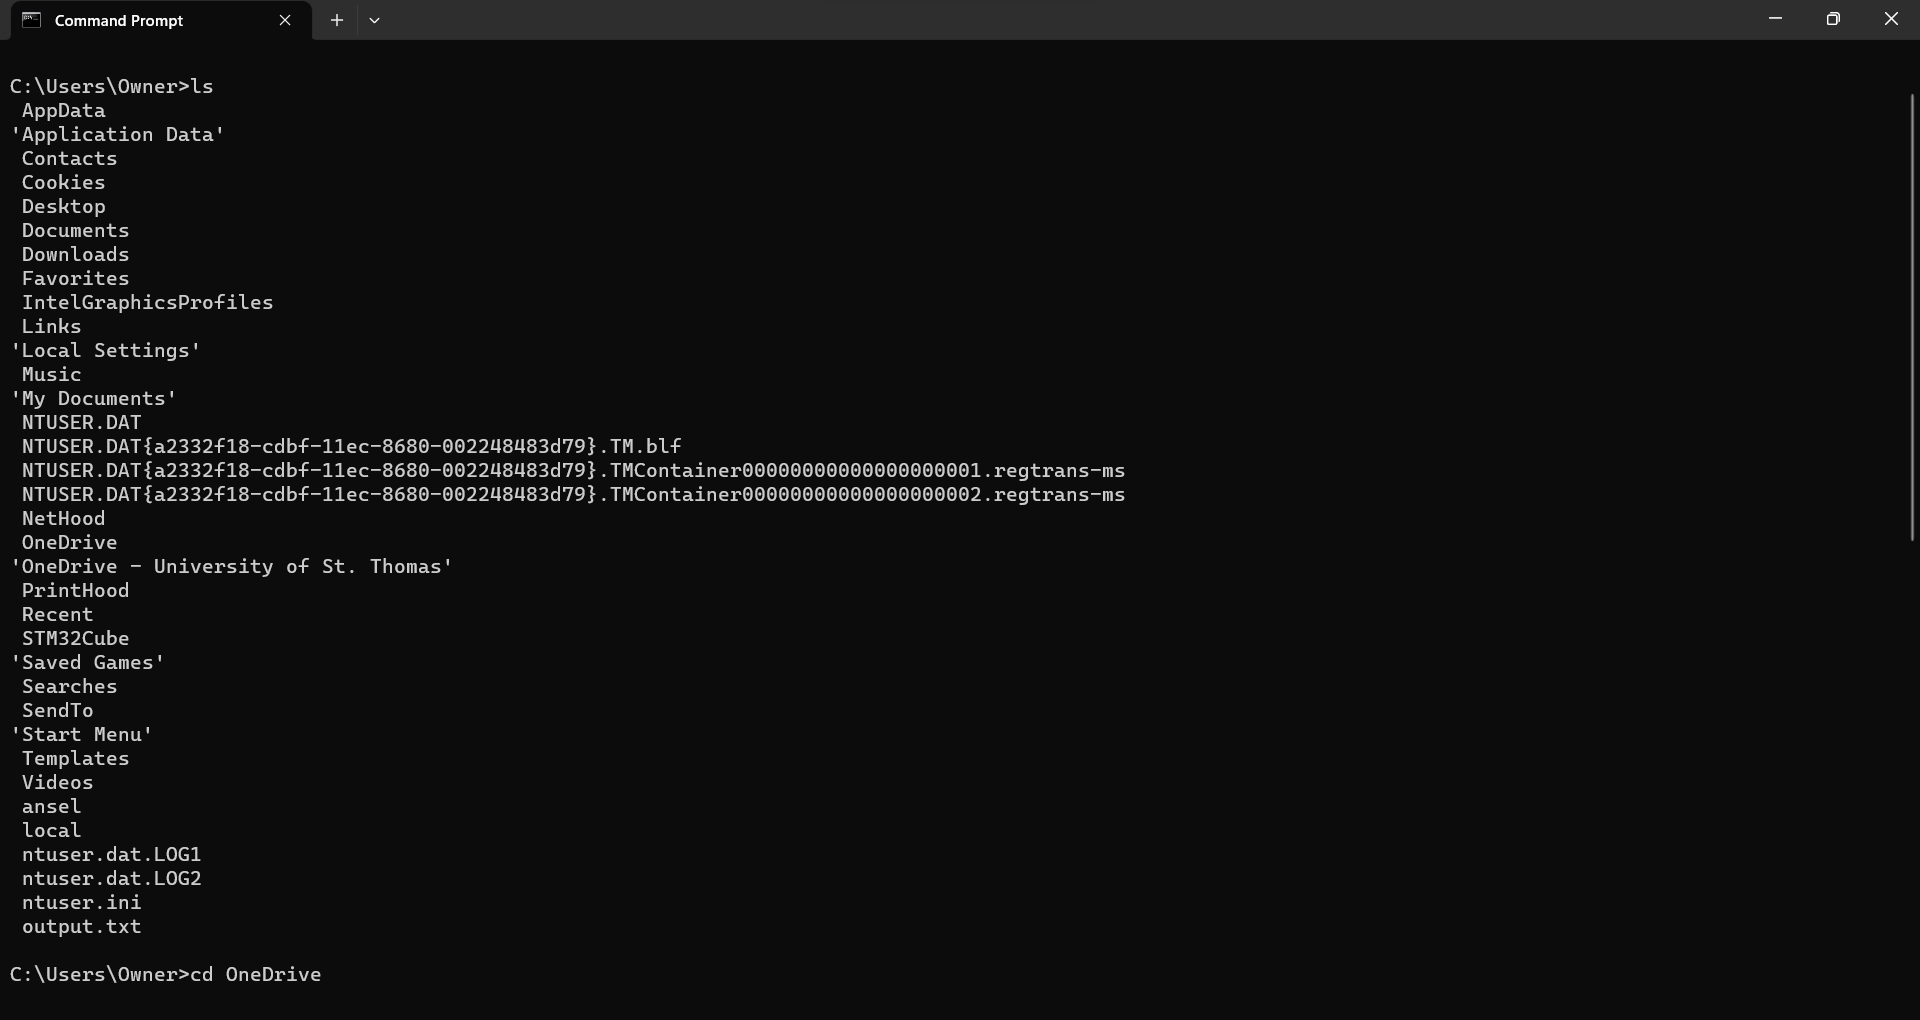 Command Prompt
C:\Users\Owner>ls
 AppData
'Application Data'
 Contacts
 Cookies
 Desktop
 Documents
 Downloads
 Favorites
 IntelGraphicsProfiles
 Links
'Local Settings'
 Music
'My Documents'
 NTUSER.DAT
 NTUSER.DAT{a2332f18-cdbf-11ec-8680-002248483d79}.TM.blf
 NTUSER.DAT{a2332f18-cdbf-11ec-8680-002248483d79}.TMContainer00000000000000000001.regtrans-ms
 NTUSER.DAT{a2332f18-cdbf-11ec-8680-002248483d79}.TMContainer00000000000000000002.regtrans-ms
 NetHood
 OneDrive
'OneDrive - University of St. Thomas'
 PrintHood
 Recent
 STM32Cube
'Saved Games'
 Searches
 SendTo
'Start Menu'
 Templates
 Videos
 ansel
 local
 ntuser.dat.LOG1
 ntuser.dat.LOG2
 ntuser.ini
 output.txt
C:\Users\Owner>cd OneDrive